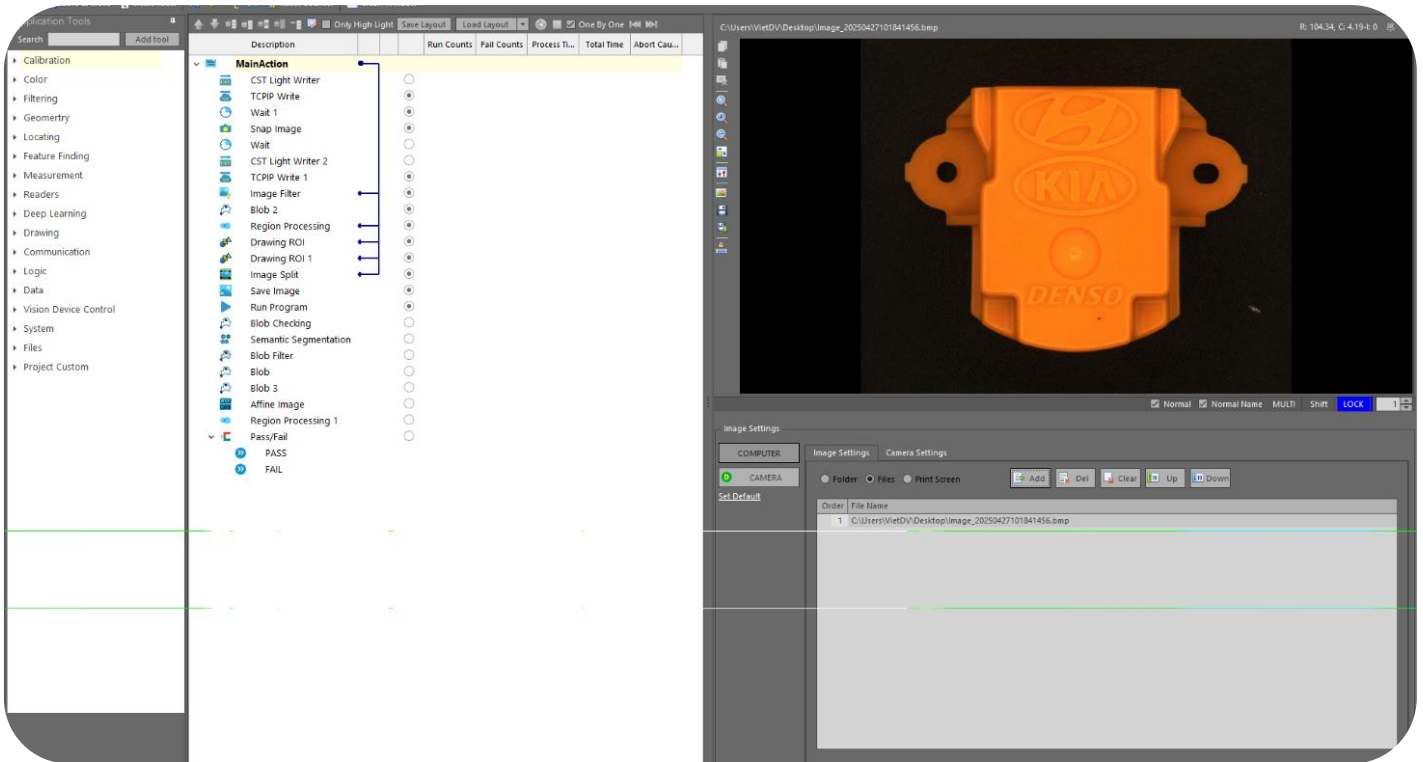 Application Tools
Search Add tool
Calibration
Color
Filtering
Geomertry
Locating
Feature Finding
Measurement
Readers
Deep Learning
Drawing
Communication
Logic
Data
Vision Device Control
System
Files
Project Custom
Only High Light Save Layout Load Layout One By One
Description Run Counts Fail Counts Process Ti... Total Time Abort Cau...
MainAction
CST Light Writer
TCPIP Write
Wait 1
Snap Image
Wait
CST Light Writer 2
TCPIP Write 1
Image Filter
Blob 2
Region Processing
Drawing ROI
Drawing ROI 1
Image Split
Save Image
Run Program
Blob Checking
Semantic Segmentation
Blob Filter
Blob
Blob 3
Affine Image
Region Processing 1
Pass/Fail
PASS
FAIL
C:\Users\VietDV\Desktop\Image_20250427101841456.bmp
KIA
DENSO
Normal Normal Name MULTI Shift LOCK 1
Image Settings
COMPUTER
CAMERA
Set Default
Image Settings Camera Settings
Folder Files Print Screen Add Del Clear Up Down
Order File Name
1 C:\Users\VietDV\Desktop\Image_20250427101841456.bmp